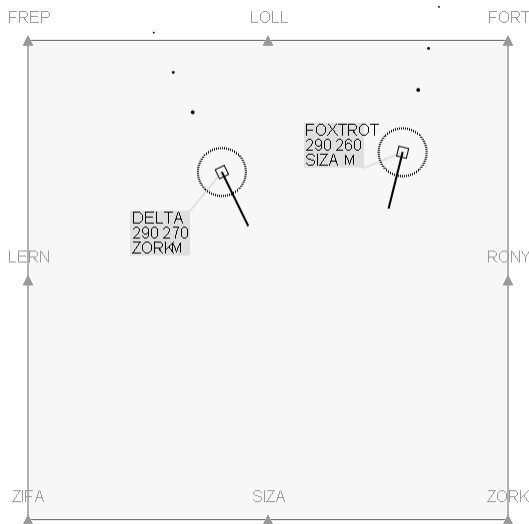 FREP LOLL FORT
FOXTROT
290 260
SIZA M
DELTA
290 270
ZORK M
LERN RONY
ZIFA SIZA ZORK